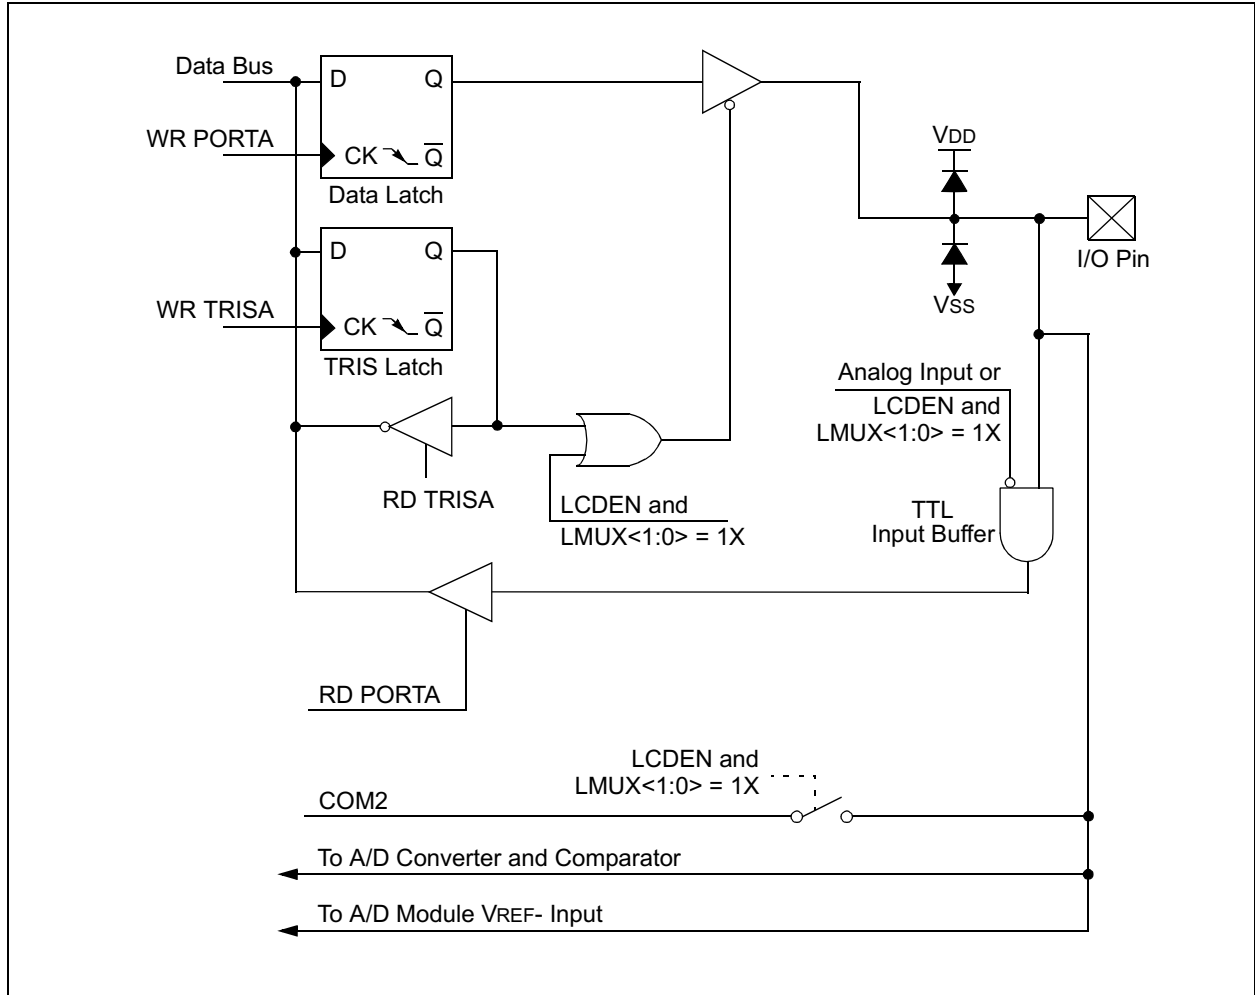 Data Bus
D Q
WR PORTA
CK Q̅
Data Latch
VDD
I/O Pin
VSS
D Q
WR TRISA
CK Q̅
TRIS Latch
Analog Input or
LCDEN and
LMUX<1:0> = 1X
RD TRISA
LCDEN and
LMUX<1:0> = 1X
TTL
Input Buffer
RD PORTA
LCDEN and
LMUX<1:0> = 1X
COM2
To A/D Converter and Comparator
To A/D Module VREF- Input